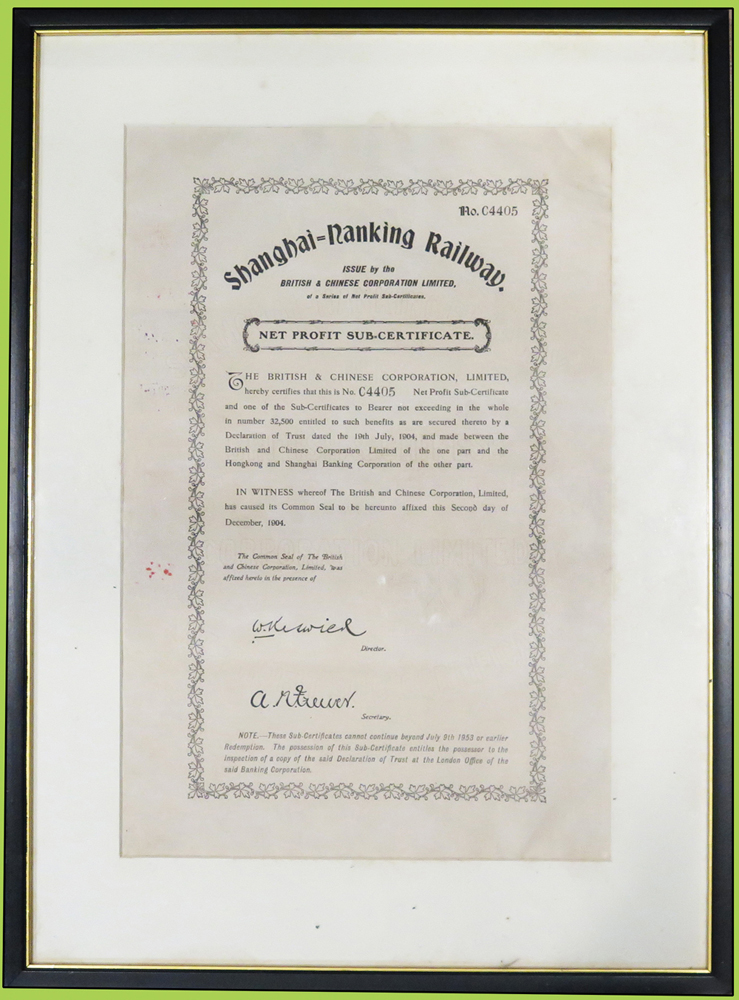 No. C4405
Shanghai=Nanking Railway.
ISSUE by the
BRITISH & CHINESE CORPORATION LIMITED,
of a Series of Net Profit Sub-Certificates.
NET PROFIT SUB-CERTIFICATE.
THE BRITISH & CHINESE CORPORATION, LIMITED,
hereby certifies that this is No. C4405 Net Profit Sub-Certificate
and one of the Sub-Certificates to Bearer not exceeding in the whole
in number 32,500 entitled to such benefits as are secured thereto by a
Declaration of Trust dated the 19th July, 1904, and made between the
British and Chinese Corporation Limited of the one part and the
Hongkong and Shanghai Banking Corporation of the other part.
IN WITNESS whereof The British and Chinese Corporation, Limited,
has caused its Common Seal to be hereunto affixed this Second day of
December, 1904.
The Common Seal of The British
and Chinese Corporation, Limited, was
affixed hereto in the presence of
W. Keswick
Director.
Secretary.
NOTE.—These Sub-Certificates cannot continue beyond July 9th 1953 or earlier
Redemption. The possession of this Sub-Certificate entitles the possessor to the
inspection of a copy of the said Declaration of Trust at the London Office of the
said Banking Corporation.